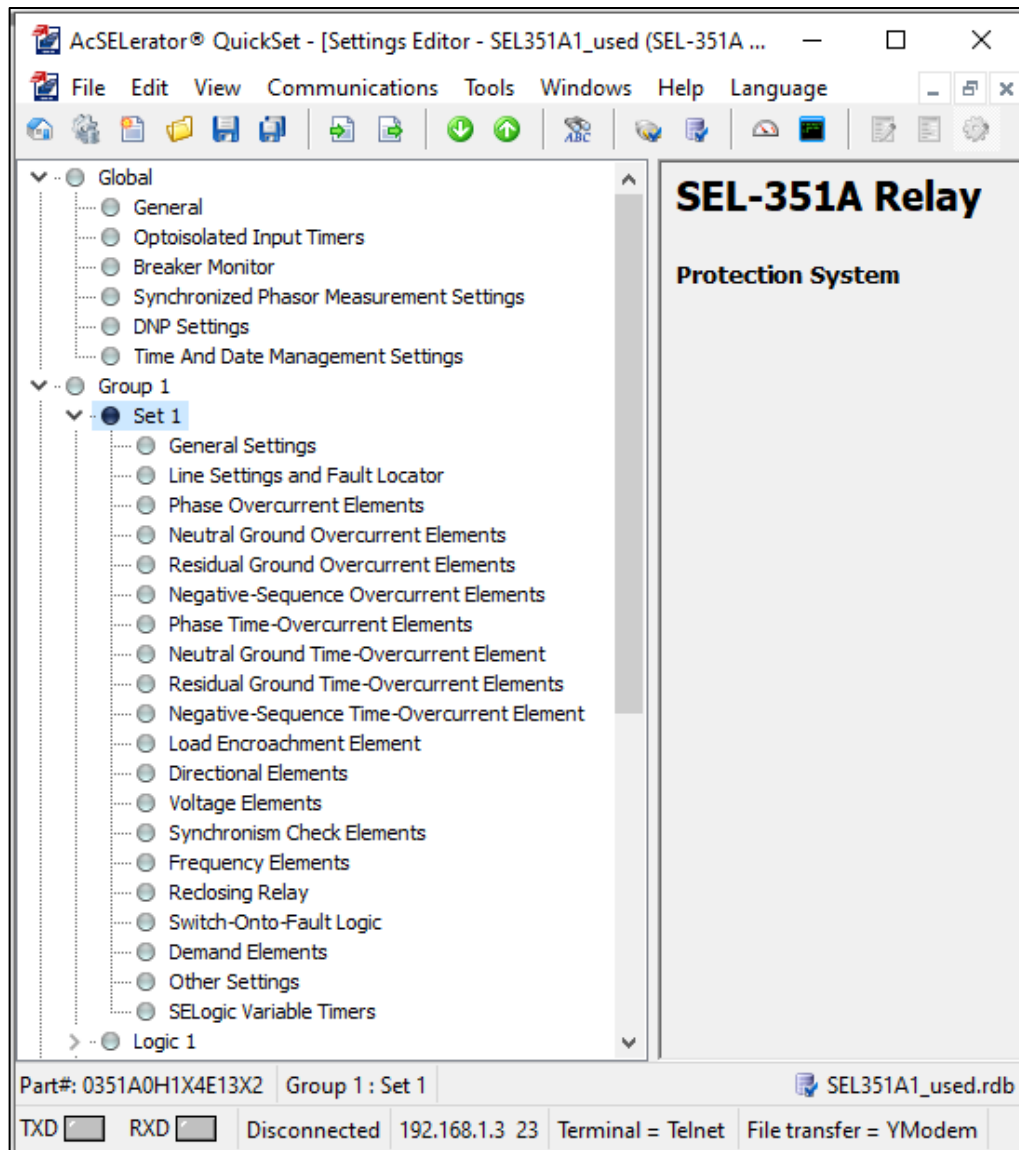 AcSELerator® QuickSet - [Settings Editor - SEL351A1_used (SEL-351A ...
File Edit View Communications Tools Windows Help Language
ABC
Global
General
Optoisolated Input Timers
Breaker Monitor
Synchronized Phasor Measurement Settings
DNP Settings
Time And Date Management Settings
Group 1
Set 1
General Settings
Line Settings and Fault Locator
Phase Overcurrent Elements
Neutral Ground Overcurrent Elements
Residual Ground Overcurrent Elements
Negative-Sequence Overcurrent Elements
Phase Time-Overcurrent Elements
Neutral Ground Time-Overcurrent Element
Residual Ground Time-Overcurrent Elements
Negative-Sequence Time-Overcurrent Element
Load Encroachment Element
Directional Elements
Voltage Elements
Synchronism Check Elements
Frequency Elements
Reclosing Relay
Switch-Onto-Fault Logic
Demand Elements
Other Settings
SELogic Variable Timers
Logic 1
SEL-351A Relay
Protection System
Part#: 0351A0H1X4E13X2 Group 1 : Set 1 SEL351A1_used.rdb
TXD RXD Disconnected 192.168.1.3 23 Terminal = Telnet File transfer = YModem